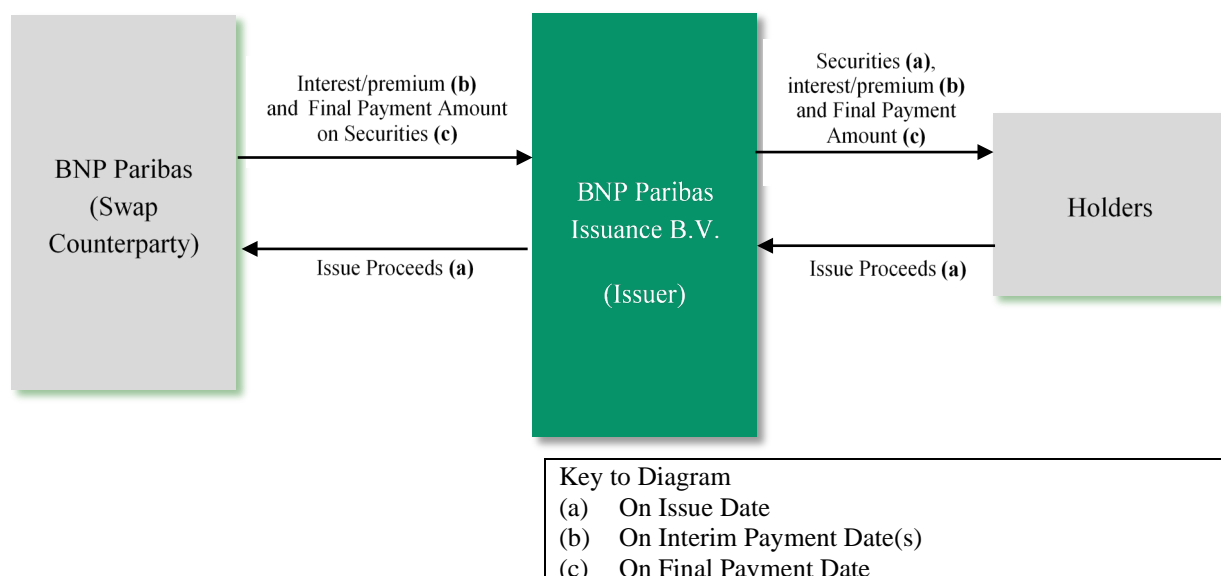 BNP Paribas
(Swap
Counterparty)
Interest/premium (b)
and Final Payment Amount
on Securities (c)
Issue Proceeds (a)
BNP Paribas
Issuance B.V.
(Issuer)
Securities (a),
interest/premium (b)
and Final Payment
Amount (c)
Issue Proceeds (a)
Holders
Key to Diagram
(a) On Issue Date
(b) On Interim Payment Date(s)
(c) On Final Payment Date